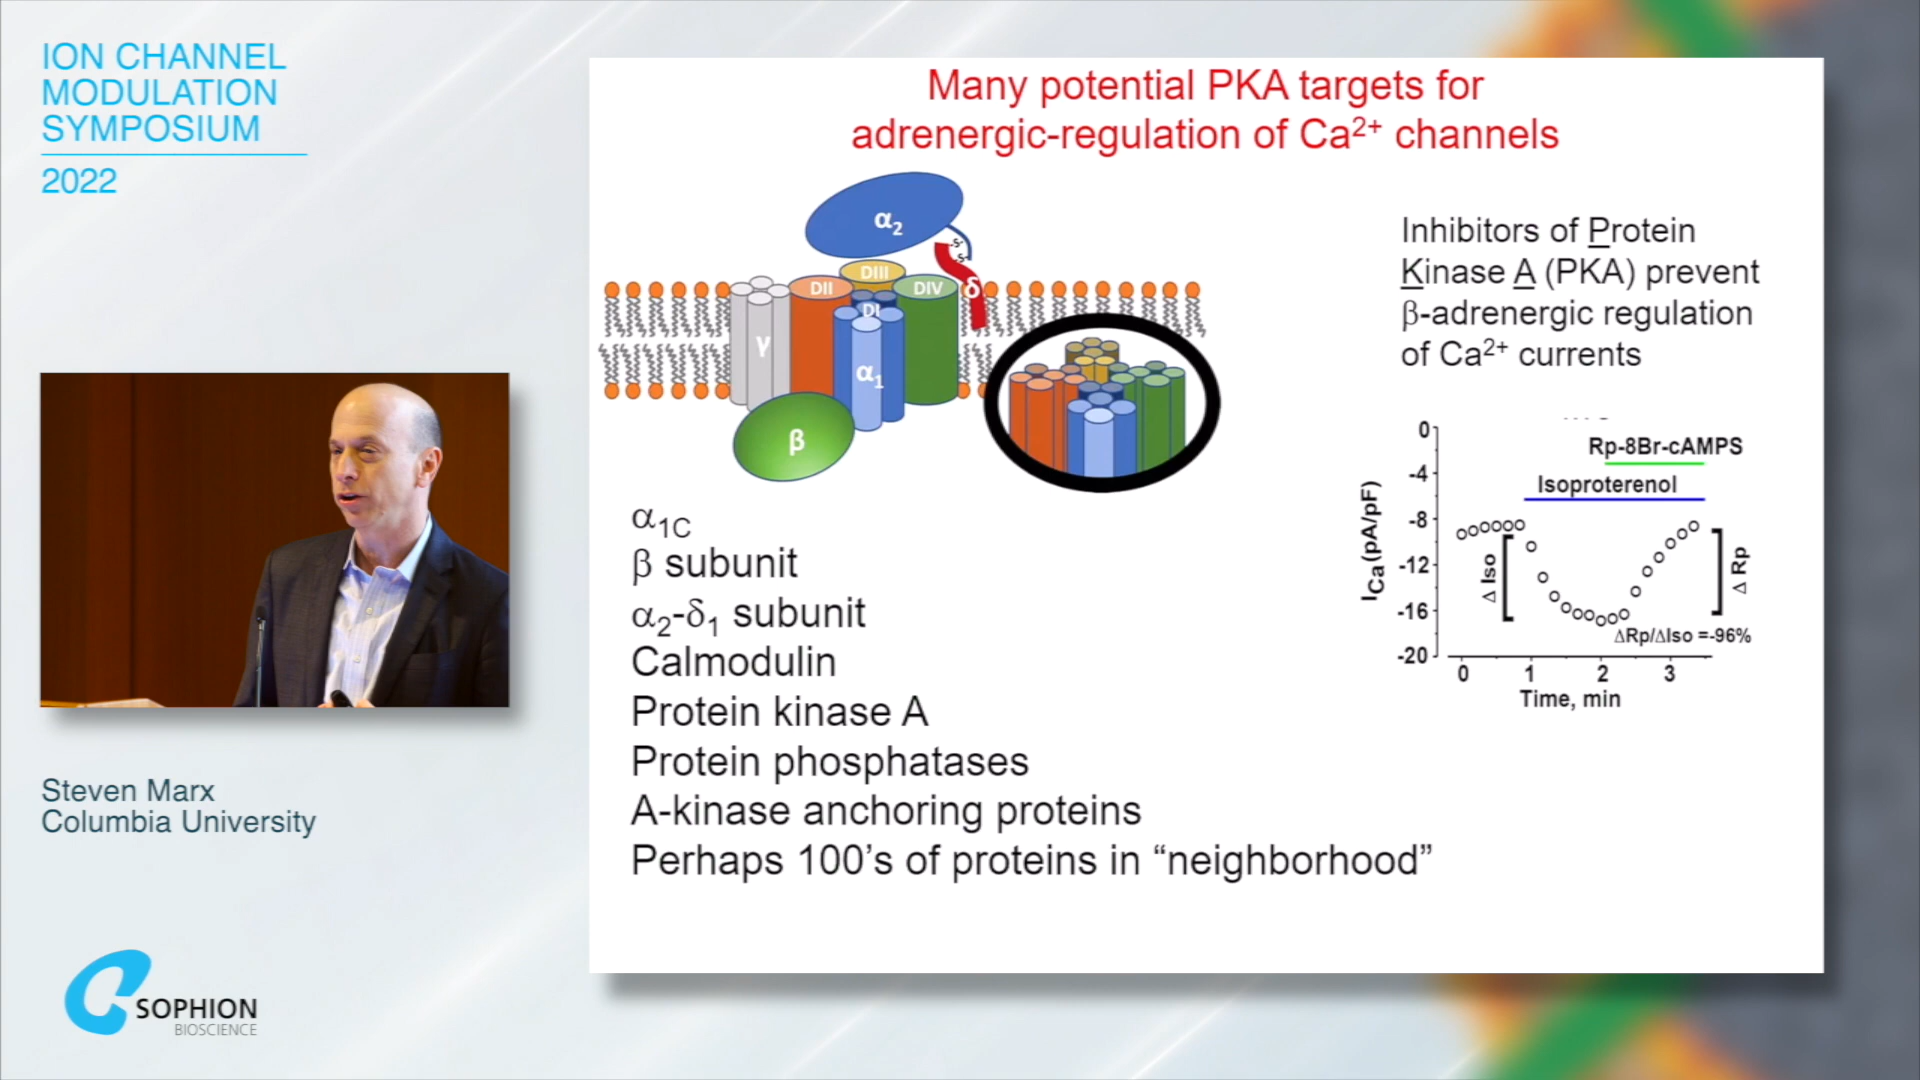 ION CHANNEL
MODULATION
SYMPOSIUM
2022
Many potential PKA targets for
adrenergic-regulation of Ca²⁺ channels
α₂
-S-
-S-
DIII
DII
DIV
δ
DI
γ
α₁
β
Inhibitors of Protein
Kinase A (PKA) prevent
β-adrenergic regulation
of Ca²⁺ currents
Rp-8Br-cAMPS
Isoproterenol
0
-4
-8
-12
-16
-20
I_Ca (pA/pF)
Δ Iso
Δ Rp
ΔRp/ΔIso =-96%
0 1 2 3
Time, min
α₁C
β subunit
α₂-δ₁ subunit
Calmodulin
Protein kinase A
Protein phosphatases
A-kinase anchoring proteins
Perhaps 100’s of proteins in “neighborhood”
Steven Marx
Columbia University
SOPHION
BIOSCIENCE